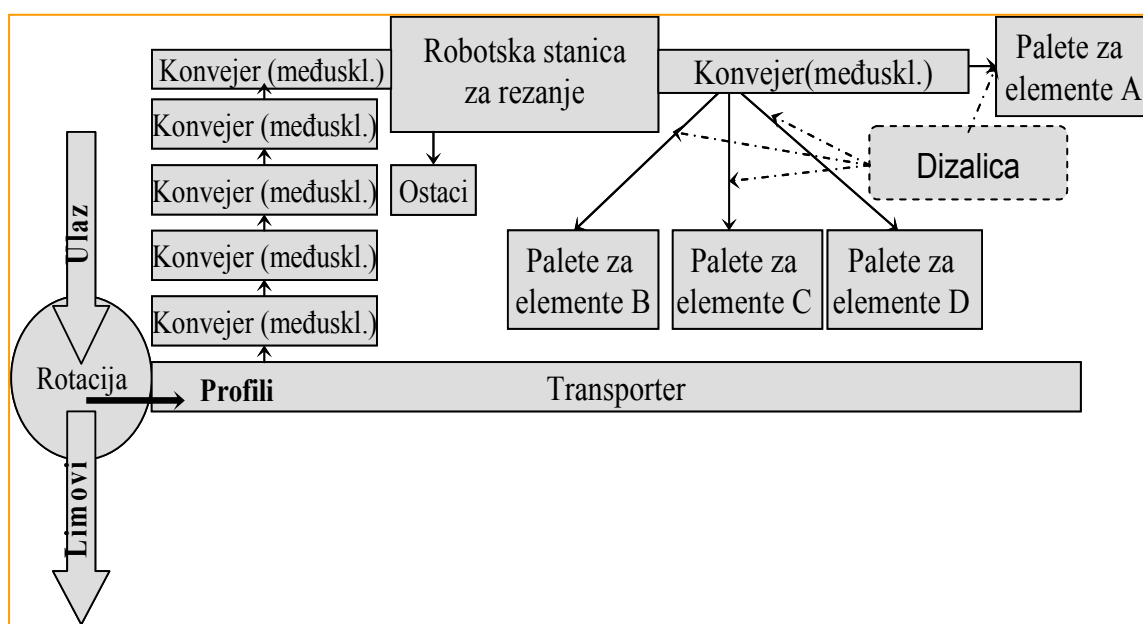 Robotska stanica
za rezanje
Palete za
elemente A
Konvejer (međuskl.)
Konvejer(međuskl.)
Konvejer (međuskl.)
Dizalica
Konvejer (međuskl.)
Ostaci
Ulaz
Konvejer (međuskl.)
Palete za
elemente B
Palete za
elemente C
Palete za
elemente D
Konvejer (međuskl.)
Rotacija
Profili
Transporter
Limovi